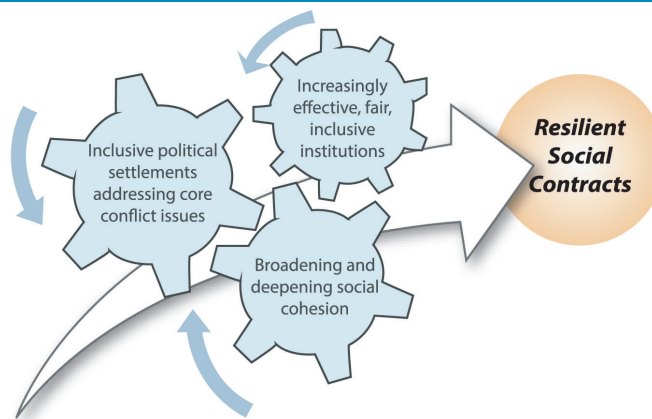 Increasingly
effective, fair,
inclusive
institutions
Inclusive political
settlements
addressing core
conflict issues
Broadening and
deepening social
cohesion
Resilient
Social
Contracts